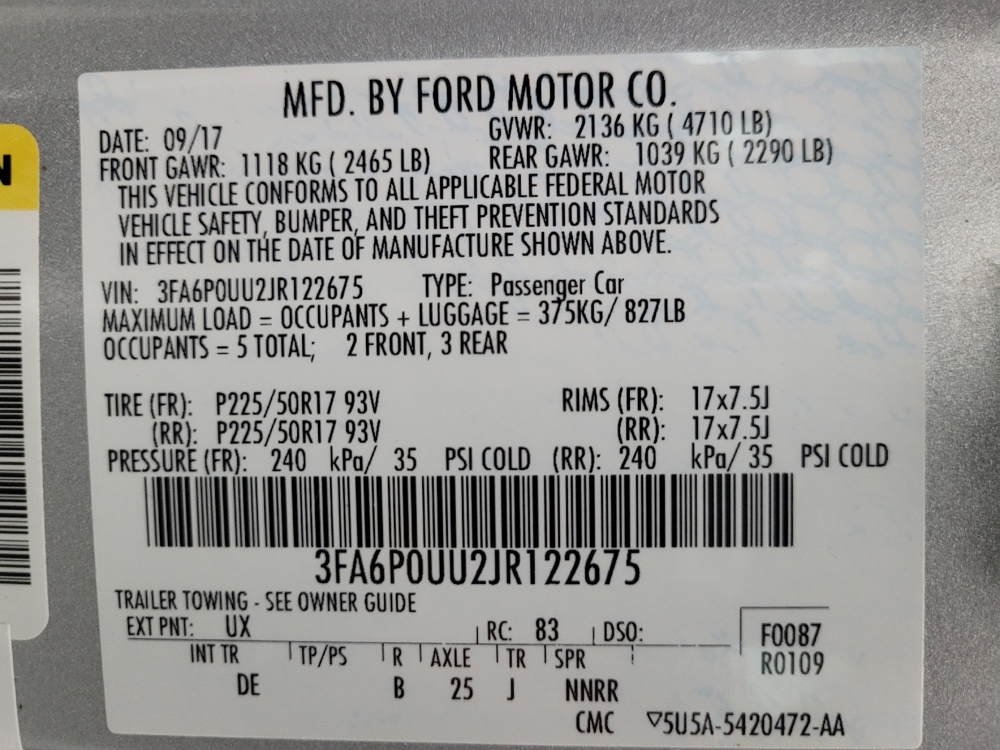 MFD. BY FORD MOTOR CO.
DATE: 09/17 GVWR: 2136 KG ( 4710 LB)
FRONT GAWR: 1118 KG ( 2465 LB) REAR GAWR: 1039 KG ( 2290 LB)
THIS VEHICLE CONFORMS TO ALL APPLICABLE FEDERAL MOTOR
VEHICLE SAFETY, BUMPER, AND THEFT PREVENTION STANDARDS
IN EFFECT ON THE DATE OF MANUFACTURE SHOWN ABOVE.
VIN: 3FA6P0UU2JR122675 TYPE: Passenger Car
MAXIMUM LOAD = OCCUPANTS + LUGGAGE = 375KG/ 827LB
OCCUPANTS = 5 TOTAL; 2 FRONT, 3 REAR
TIRE (FR): P225/50R17 93V RIMS (FR): 17x7.5J
(RR): P225/50R17 93V (RR): 17x7.5J
PRESSURE (FR): 240 kPa/ 35 PSI COLD (RR): 240 kPa/ 35 PSI COLD
3FA6P0UU2JR122675
TRAILER TOWING - SEE OWNER GUIDE
EXT PNT: UX RC: 83 DSO: F0087
INT TR TP/PS R AXLE TR SPR R0109
DE B 25 J NNRR
CMC ▽5U5A-5420472-AA
N